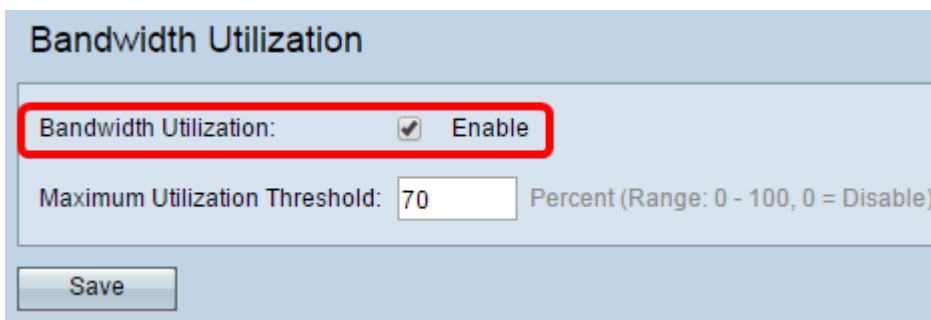 Bandwidth Utilization
Bandwidth Utilization: Enable
Maximum Utilization Threshold: 70 Percent (Range: 0 - 100, 0 = Disable)
Save